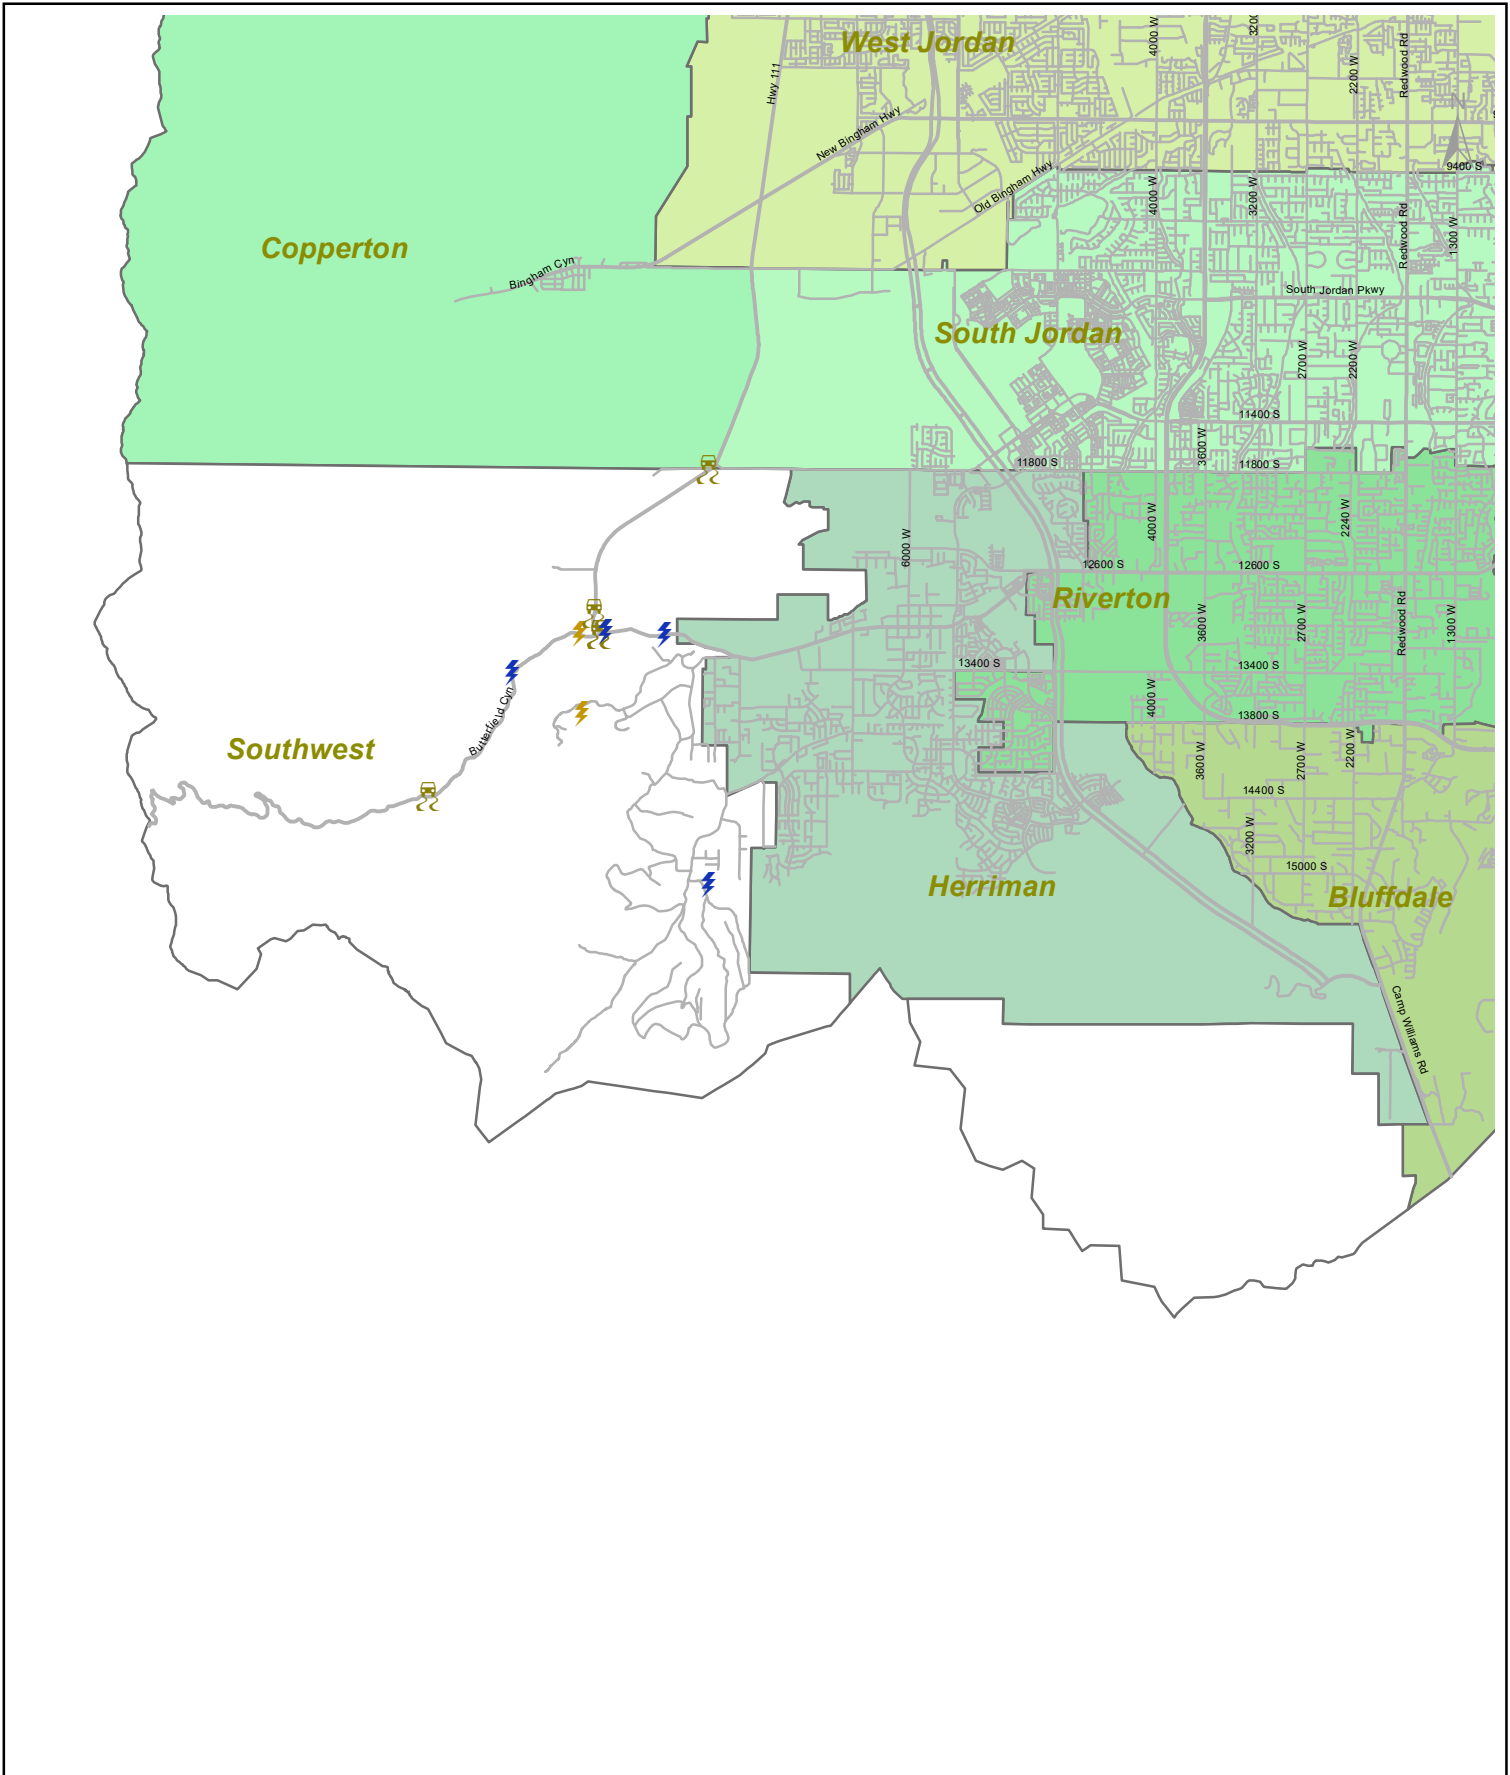 West Jordan
4000 W
3200
2200 W
Redwood Rd
Hwy 111
New Bingham Hwy
N
Old Bingham Hwy
9400 S
4000 W
3200 W
Redwood Rd
1300 W
Copperton
Bingham Cyn
South Jordan Pkwy
South Jordan
2700 W
2200 W
11400 S
3600 W
11800 S
11800 S
4000 W
2240 W
6000 W
12600 S
12600 S
Riverton
3600 W
2700 W
Redwood Rd
1300 W
13400 S
13400 S
4000 W
13800 S
Butterfield Cyn
Southwest
3600 W
2700 W
2200 W
14400 S
3200 W
15000 S
Herriman
Bluffdale
Camp Williams Rd